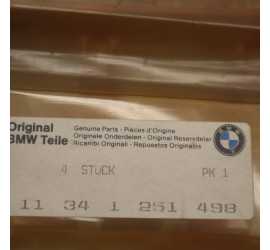 Original
BMW Teile
Genuine Parts - Pièces d'Origine
Originele Onderdelen - Original Reservdelar
Ricambi Originali - Repuestos Originales
BMW
4 STUCK PK 1
11 34 1 251 498